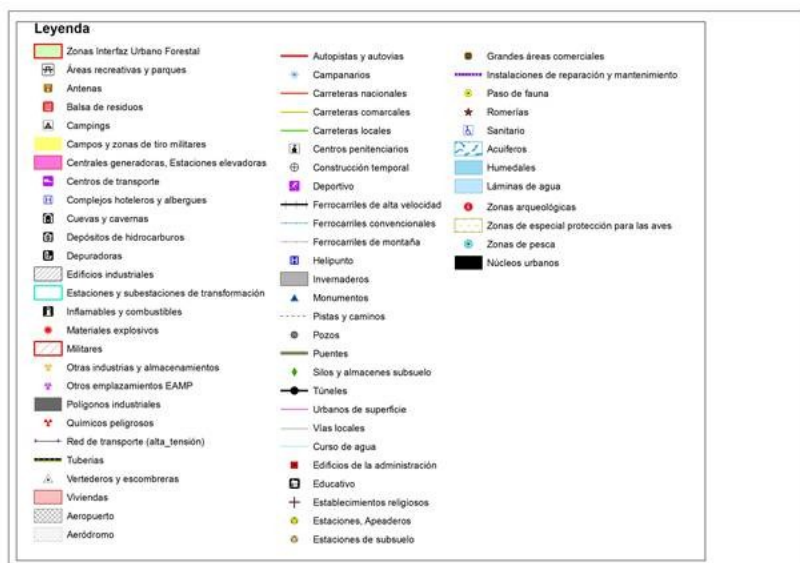 Leyenda
Zonas Interfaz Urbano Forestal
Áreas recreativas y parques
Antenas
Balsa de residuos
Campings
Campos y zonas de tiro militares
Centrales generadoras, Estaciones elevadoras
Centros de transporte
Complejos hoteleros y albergues
Cuevas y cavernas
Depósitos de hidrocarburos
Depuradoras
Edificios industriales
Estaciones y subestaciones de transformación
Inflamables y combustibles
Materiales explosivos
Militares
Otras industrias y almacenamientos
Otros emplazamientos EAMP
Polígonos industriales
Químicos peligrosos
Red de transporte (alta_tensión)
Tuberías
Vertederos y escombreras
Viviendas
Aeropuerto
Aeródromo
Autopistas y autovias
Campanarios
Carreteras nacionales
Carreteras comarcales
Carreteras locales
Centros penitenciarios
Construcción temporal
Deportivo
Ferrocarriles de alta velocidad
Ferrocarriles convencionales
Ferrocarriles de montaña
Helipunto
Invernaderos
Monumentos
Pistas y caminos
Pozos
Puentes
Silos y almacenes subsuelo
Túneles
Urbanos de superficie
Vías locales
Curso de agua
Edificios de la administración
Educativo
Establecimientos religiosos
Estaciones, Apeaderos
Estaciones de subsuelo
Grandes áreas comerciales
Instalaciones de reparación y mantenimiento
Paso de fauna
Romerías
Sanitario
Acuíferos
Humedales
Láminas de agua
Zonas arqueológicas
Zonas de especial protección para las aves
Zonas de pesca
Núcleos urbanos